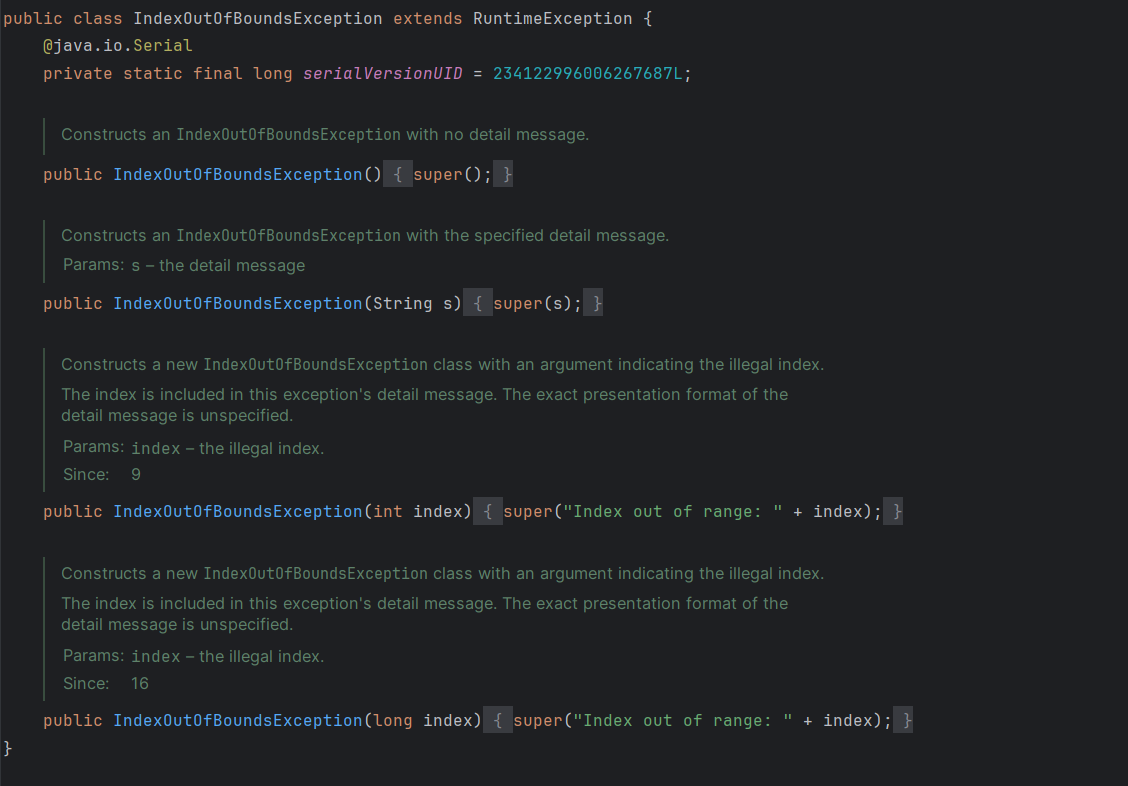 public class IndexOutOfBoundsException extends RuntimeException {
@java.io.Serial
private static final long serialVersionUID = 234122996006267687L;
Constructs an IndexOutOfBoundsException with no detail message.
public IndexOutOfBoundsException() { super(); }
Constructs an IndexOutOfBoundsException with the specified detail message.
Params: s – the detail message
public IndexOutOfBoundsException(String s) { super(s); }
Constructs a new IndexOutOfBoundsException class with an argument indicating the illegal index.
The index is included in this exception's detail message. The exact presentation format of the
detail message is unspecified.
Params: index – the illegal index.
Since: 9
public IndexOutOfBoundsException(int index) { super("Index out of range: " + index); }
Constructs a new IndexOutOfBoundsException class with an argument indicating the illegal index.
The index is included in this exception's detail message. The exact presentation format of the
detail message is unspecified.
Params: index – the illegal index.
Since: 16
public IndexOutOfBoundsException(long index) { super("Index out of range: " + index); }
}